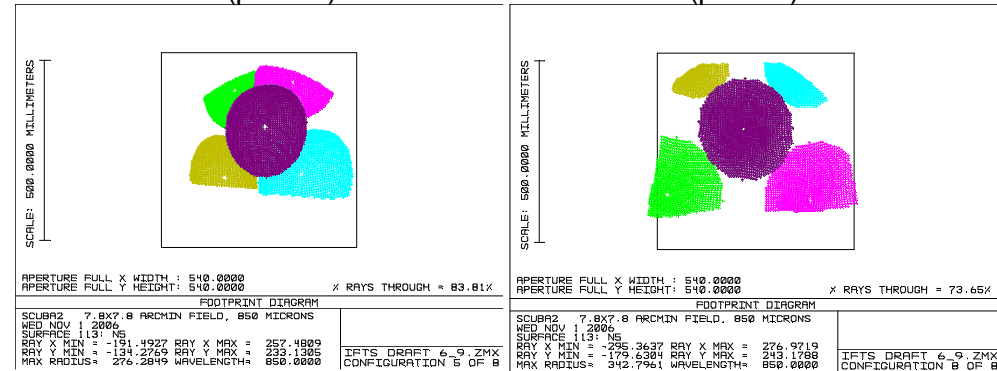 SCALE: 500.0000 MILLIMETERS
APERTURE FULL X WIDTH : 540.0000
APERTURE FULL Y HEIGHT: 540.0000
% RAYS THROUGH = 83.81%
FOOTPRINT DIAGRAM
SCUBA2 7.8X7.8 ARCMIN FIELD, 850 MICRONS
WED NOV 1 2006
SURFACE 113: N5
RAY X MIN = -191.4927 RAY X MAX = 257.4809
RAY Y MIN = -134.2769 RAY Y MAX = 233.1305
MAX RADIUS= 276.2849 WAVELENGTH= 850.0000
IFTS DRAFT 6_9.ZMX
CONFIGURATION 5 OF 8
SCALE: 500.0000 MILLIMETERS
APERTURE FULL X WIDTH : 540.0000
APERTURE FULL Y HEIGHT: 540.0000
% RAYS THROUGH = 73.65%
FOOTPRINT DIAGRAM
SCUBA2 7.8X7.8 ARCMIN FIELD, 850 MICRONS
WED NOV 1 2006
SURFACE 113: N5
RAY X MIN = -295.3637 RAY X MAX = 276.9719
RAY Y MIN = -179.6304 RAY Y MAX = 243.1788
MAX RADIUS= 342.7961 WAVELENGTH= 850.0000
IFTS DRAFT 6_9.ZMX
CONFIGURATION 8 OF 8